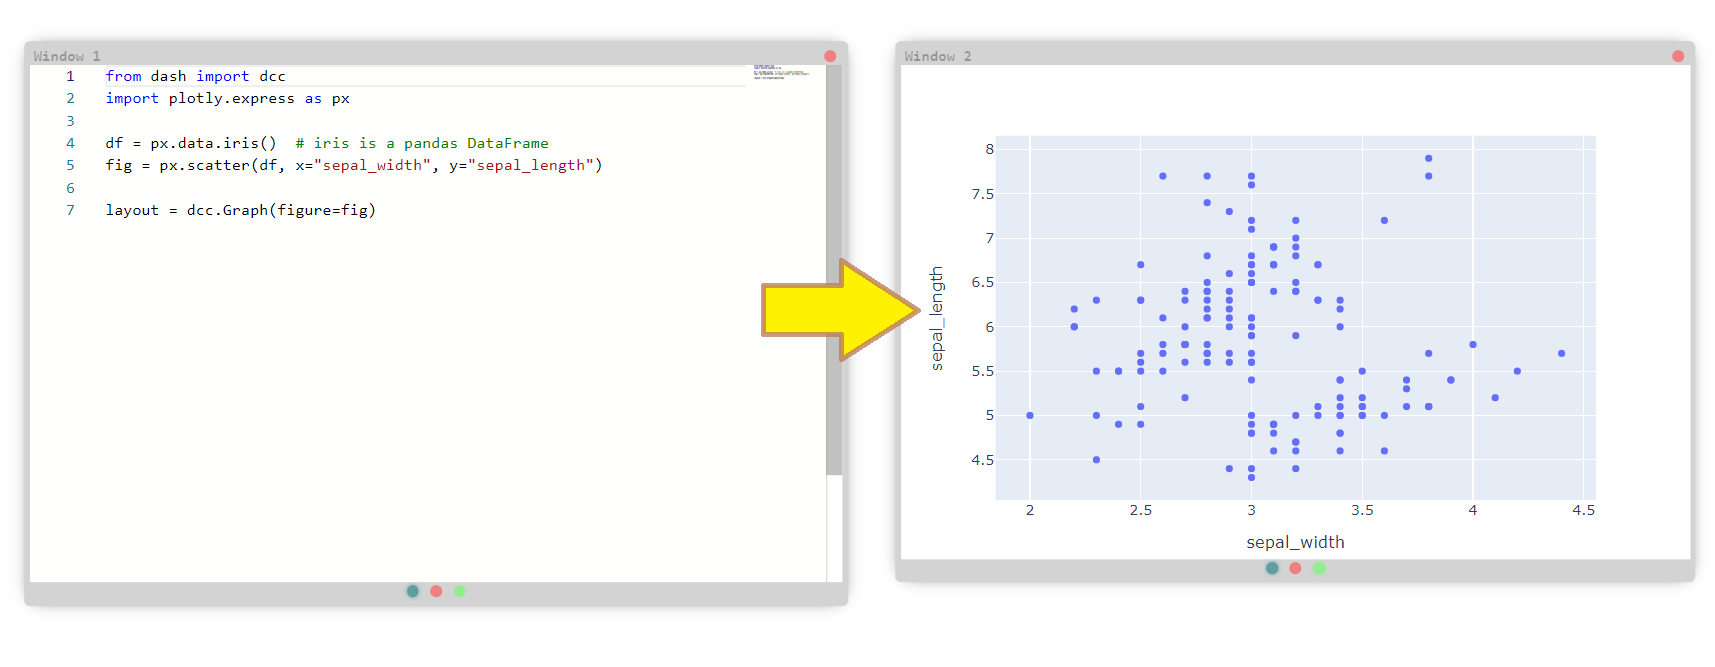 Window 1
1 from dash import dcc
2 import plotly.express as px
3
4 df = px.data.iris()  # iris is a pandas DataFrame
5 fig = px.scatter(df, x="sepal_width", y="sepal_length")
6
7 layout = dcc.Graph(figure=fig)
Window 2
sepal_length
8
7.5
7
6.5
6
5.5
5
4.5
2 2.5 3 3.5 4 4.5
sepal_width